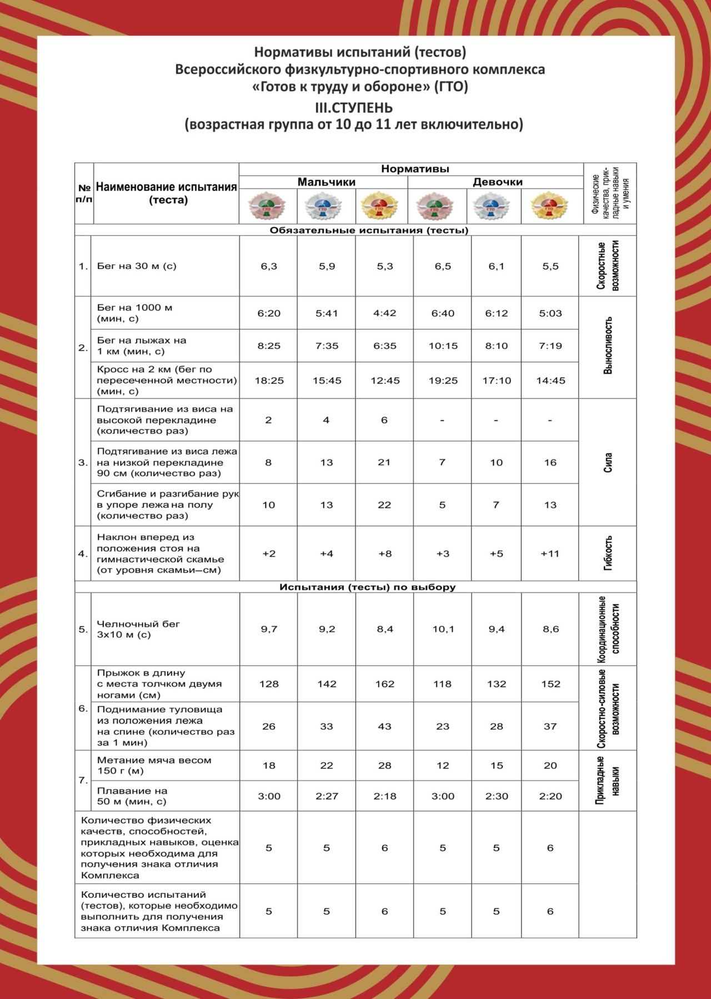 Нормативы испытаний (тестов)
Всероссийского физкультурно-спортивного комплекса
«Готов к труду и обороне» (ГТО)
III.СТУПЕНЬ
(возрастная группа от 10 до 11 лет включительно)
№
п/п
Наименование испытания
(теста)
Нормативы
Мальчики Девочки
ГТО ГТО ГТО ГТО ГТО ГТО
Физические
качества, прик-
ладные навыки
и умения
Обязательные испытания (тесты)
1. Бег на 30 м (с) 6,3 5,9 5,3 6,5 6,1 5,5
Скоростные
возможности
2.
Бег на 1000 м
(мин, с)
6:20 5:41 4:42 6:40 6:12 5:03
Бег на лыжах на
1 км (мин, с)
8:25 7:35 6:35 10:15 8:10 7:19
Кросс на 2 км (бег по
пересеченной местности)
(мин, с)
18:25 15:45 12:45 19:25 17:10 14:45
Выносливость
3.
Подтягивание из виса на
высокой перекладине
(количество раз)
2 4 6 - - -
Подтягивание из виса лежа
на низкой перекладине
90 см (количество раз)
8 13 21 7 10 16
Сгибание и разгибание рук
в упоре лежа на полу
(количество раз)
10 13 22 5 7 13
Сила
4.
Наклон вперед из
положения стоя на
гимнастической скамье
(от уровня скамьи—см)
+2 +4 +8 +3 +5 +11
Гибкость
Испытания (тесты) по выбору
5.
Челночный бег
3х10 м (с)
9,7 9,2 8,4 10,1 9,4 8,6
Координационные
способности
6.
Прыжок в длину
с места толчком двумя
ногами (см)
128 142 162 118 132 152
Поднимание туловища
из положения лежа
на спине (количество раз
за 1 мин)
26 33 43 23 28 37
Скоростно-силовые
возможности
7.
Метание мяча весом
150 г (м)
18 22 28 12 15 20
Плавание на
50 м (мин, с)
3:00 2:27 2:18 3:00 2:30 2:20
Прикладные
навыки
Количество физических
качеств, способностей,
прикладных навыков, оценка
которых необходима для
получения знака отличия
Комплекса
5 5 6 5 5 6
Количество испытаний
(тестов), которые необходимо
выполнить для получения
знака отличия Комплекса
5 5 6 5 5 6